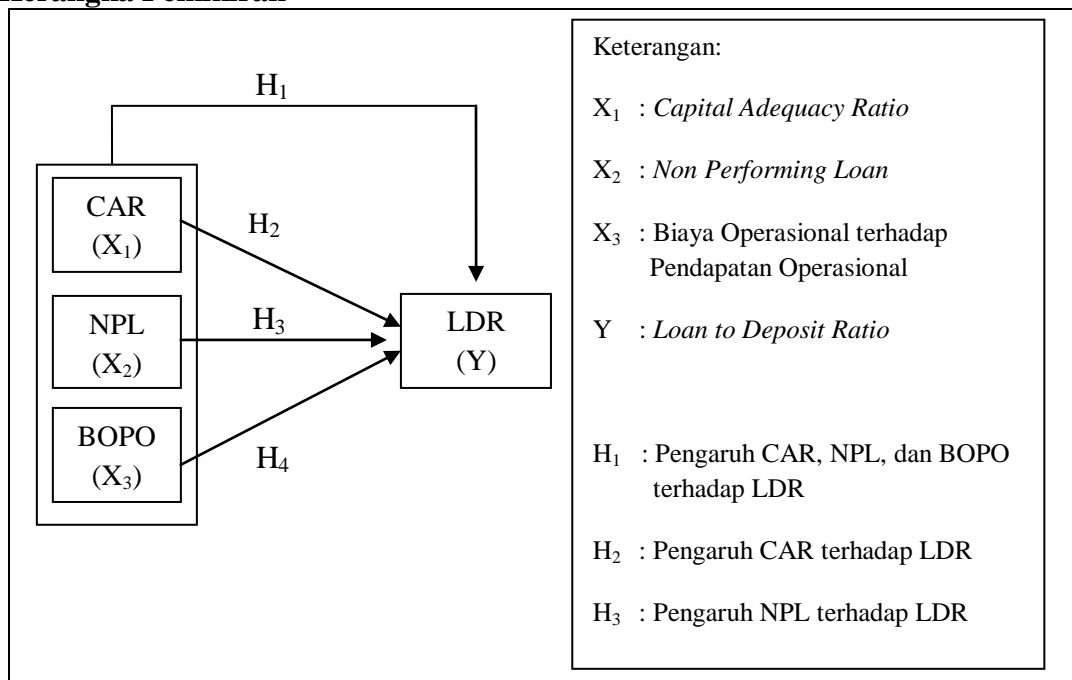 H₁
CAR
(X₁)
H₂
NPL
(X₂)
H₃
BOPO
(X₃)
H₄
LDR
(Y)
Keterangan:
X₁ : Capital Adequacy Ratio
X₂ : Non Performing Loan
X₃ : Biaya Operasional terhadap
Pendapatan Operasional
Y : Loan to Deposit Ratio
H₁ : Pengaruh CAR, NPL, dan BOPO
terhadap LDR
H₂ : Pengaruh CAR terhadap LDR
H₃ : Pengaruh NPL terhadap LDR